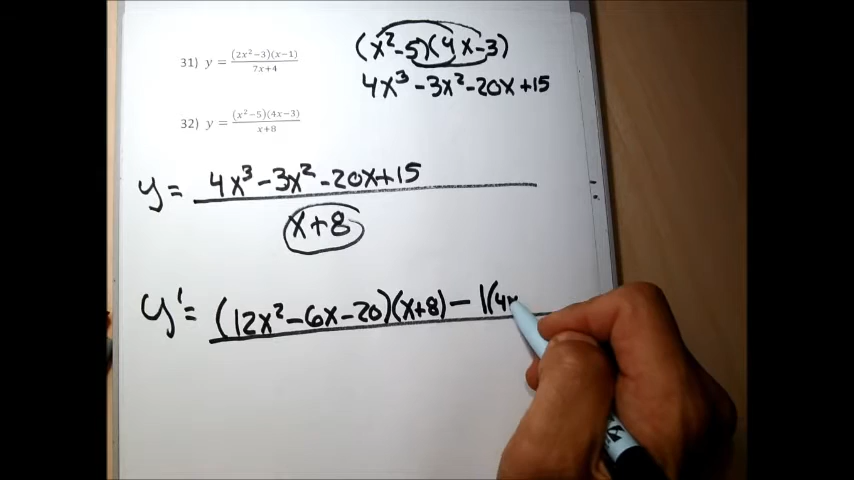 31) y = (2x²−3)(x−1) / 7x+4
(x²-5)(4x-3)
4x³-3x²-20x+15
32) y = (x²−5)(4x−3) / x+8
y = 4x³-3x²-20x+15 / x+8
y' = (12x²-6x-20)(x+8) - 1(4x